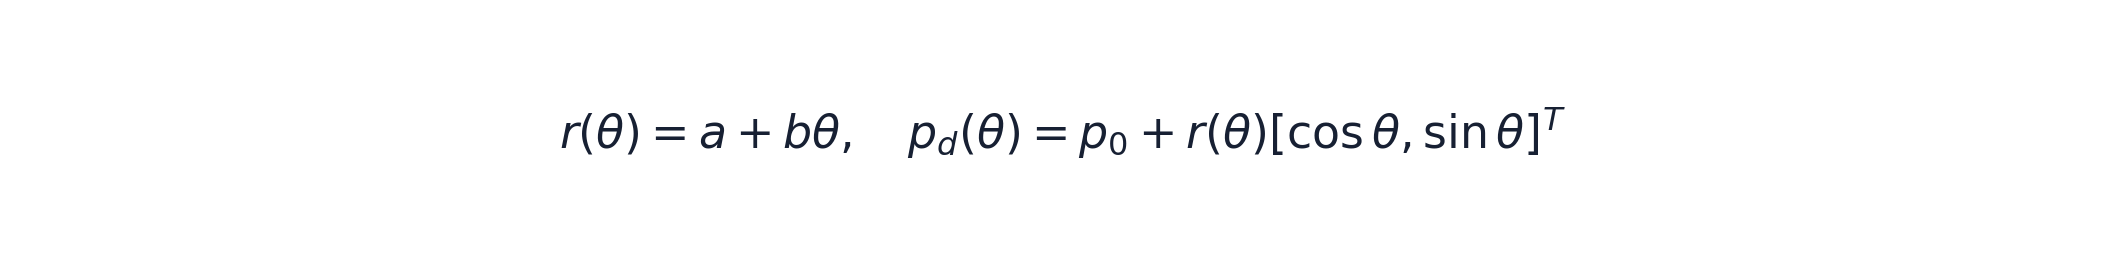 r(θ) = a + bθ, p_d(θ) = p_0 + r(θ)[cos θ, sin θ]^T